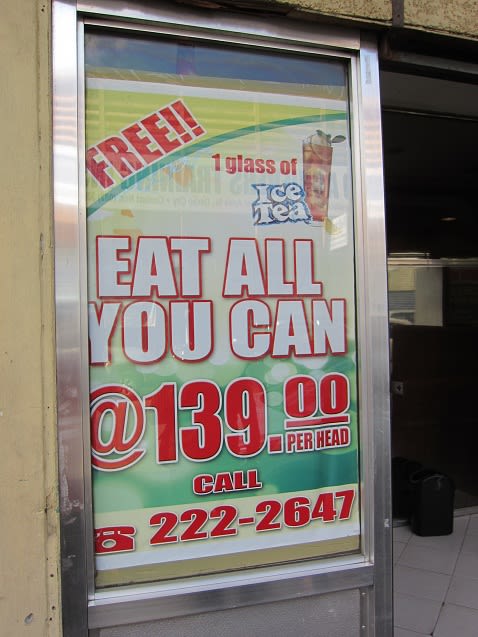 FREE!!
1 glass of
Ice
Tea
EAT ALL
YOU CAN
@139.00
PER HEAD
CALL
☎ 222-2647